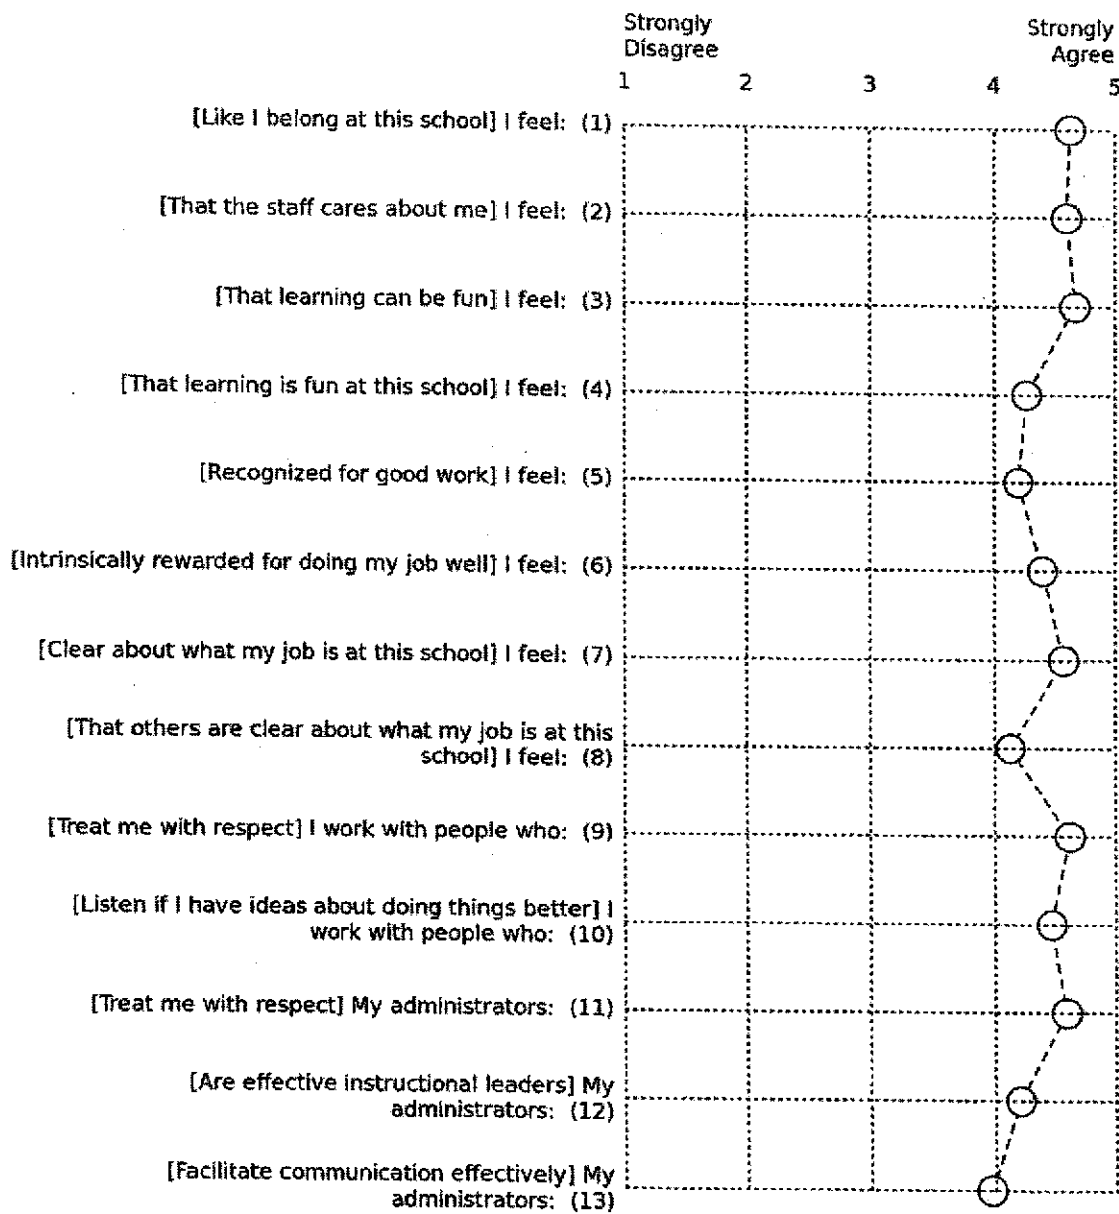 Strongly
Disagree
Strongly
Agree
1 2 3 4 5
[Like I belong at this school] I feel: (1)
[That the staff cares about me] I feel: (2)
[That learning can be fun] I feel: (3)
[That learning is fun at this school] I feel: (4)
[Recognized for good work] I feel: (5)
[Intrinsically rewarded for doing my job well] I feel: (6)
[Clear about what my job is at this school] I feel: (7)
[That others are clear about what my job is at this
school] I feel: (8)
[Treat me with respect] I work with people who: (9)
[Listen if I have ideas about doing things better] I
work with people who: (10)
[Treat me with respect] My administrators: (11)
[Are effective instructional leaders] My
administrators: (12)
[Facilitate communication effectively] My
administrators: (13)